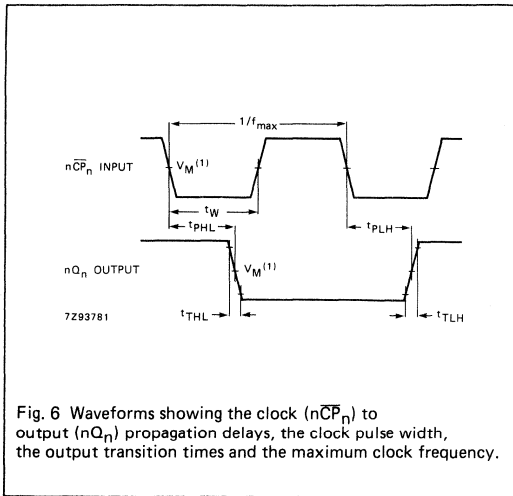 1/fmax
nC̅P̅n INPUT
VM(1)
tW
tPHL
tPLH
nQn OUTPUT
VM(1)
7Z93781
tTHL
tTLH
Fig. 6 Waveforms showing the clock (nC̅P̅n) to
output (nQn) propagation delays, the clock pulse width,
the output transition times and the maximum clock frequency.